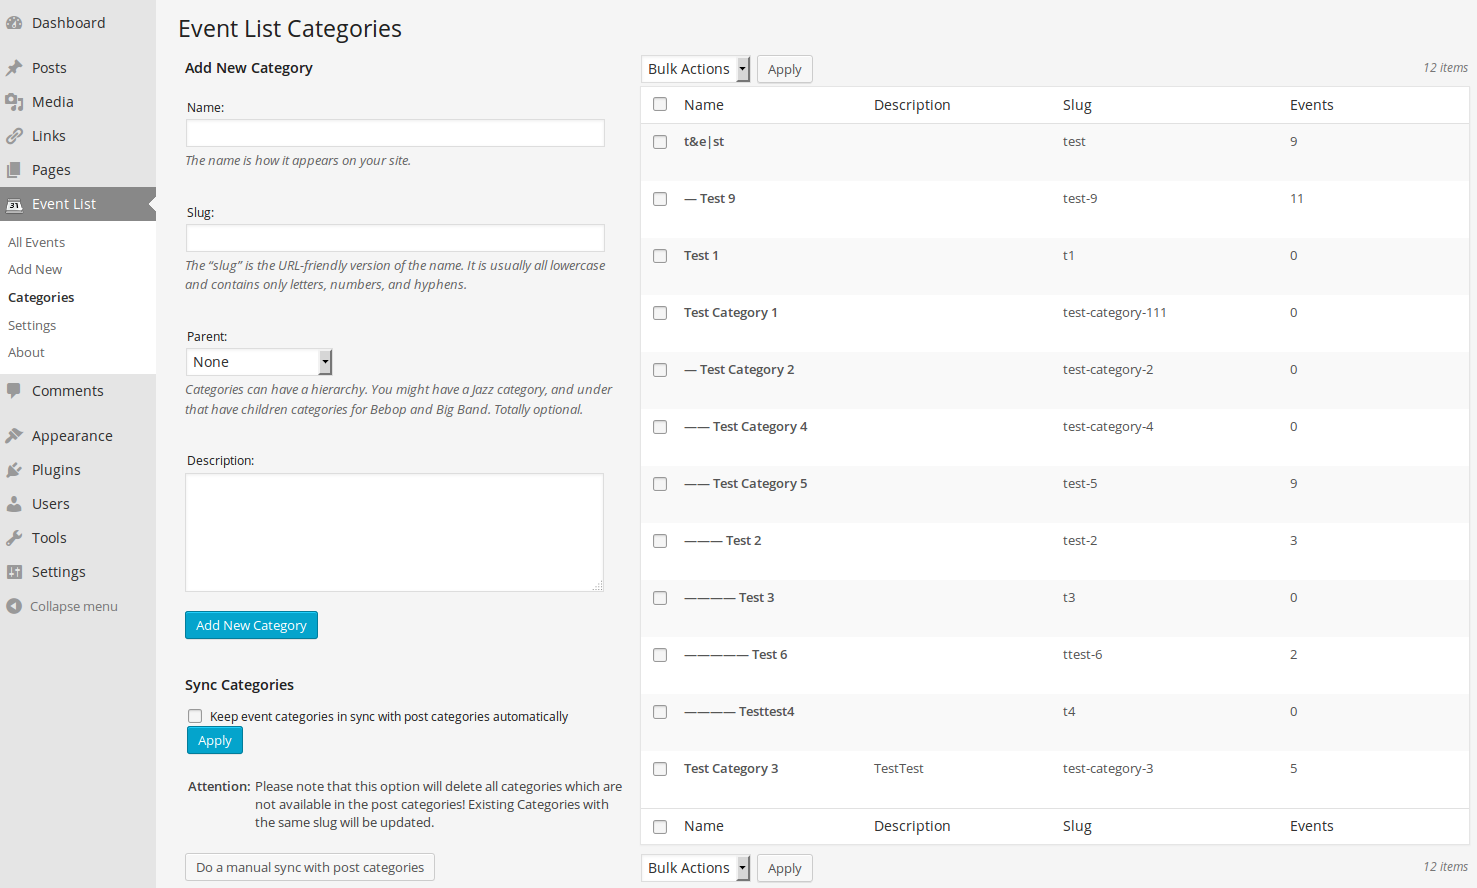 Dashboard
Posts
Media
Links
Pages
31 Event List
All Events
Add New
Categories
Settings
About
Comments
Appearance
Plugins
Users
Tools
Settings
Collapse menu
Event List Categories
Add New Category
Name:
The name is how it appears on your site.
Slug:
The “slug” is the URL-friendly version of the name. It is usually all lowercase
and contains only letters, numbers, and hyphens.
Parent:
None
Categories can have a hierarchy. You might have a Jazz category, and under
that have children categories for Bebop and Big Band. Totally optional.
Description:
Add New Category
Sync Categories
Keep event categories in sync with post categories automatically
Apply
Attention: Please note that this option will delete all categories which are
not available in the post categories! Existing Categories with
the same slug will be updated.
Do a manual sync with post categories
Bulk Actions Apply 12 items
Name Description Slug Events
t&e|st test 9
— Test 9 test-9 11
Test 1 t1 0
Test Category 1 test-category-111 0
— Test Category 2 test-category-2 0
—— Test Category 4 test-category-4 0
—— Test Category 5 test-5 9
——— Test 2 test-2 3
———— Test 3 t3 0
————— Test 6 ttest-6 2
———— Testtest4 t4 0
Test Category 3 TestTest test-category-3 5
Name Description Slug Events
Bulk Actions Apply 12 items